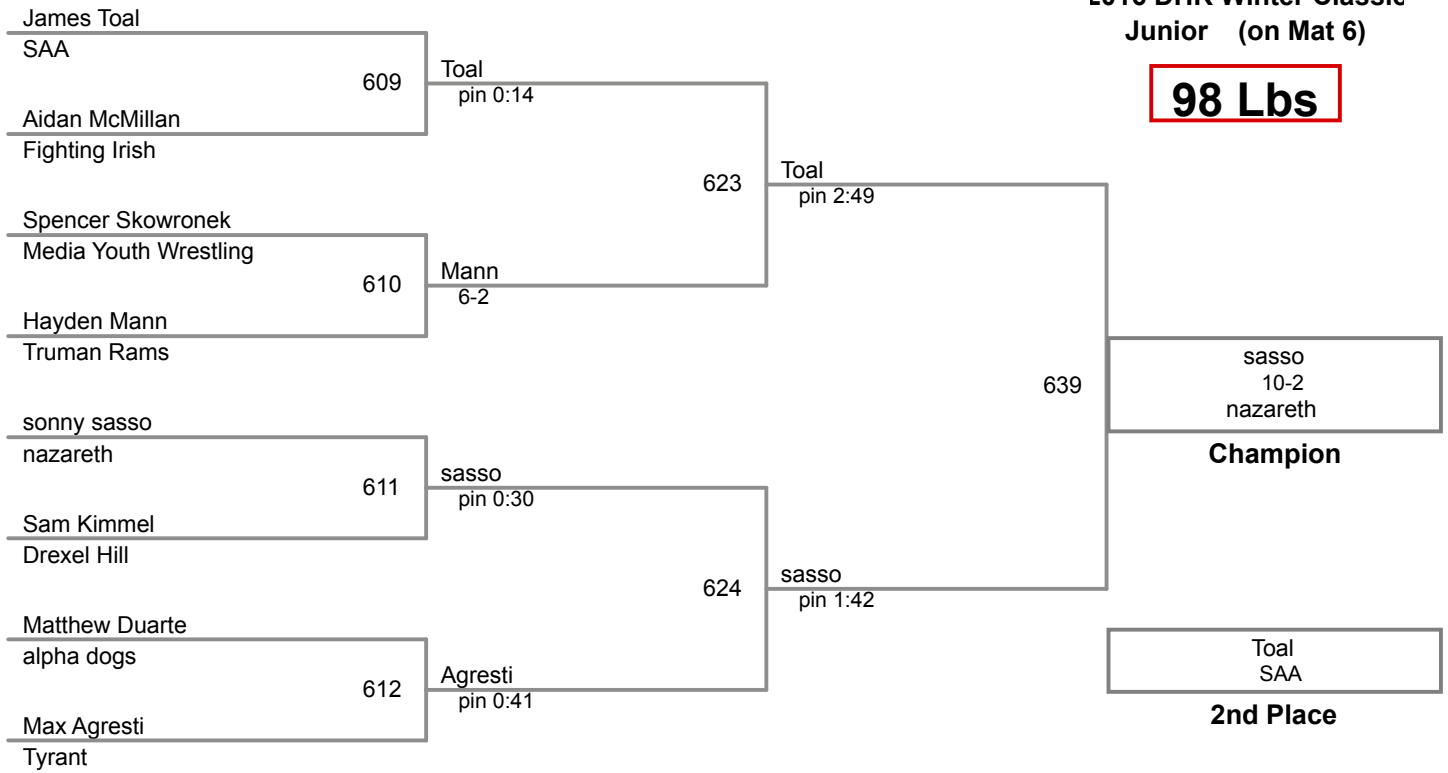 Winter Classic
Junior (on Mat 6)
98 Lbs
James Toal
SAA
609
Aidan McMillan
Fighting Irish
Toal
pin 0:14
Spencer Skowronek
Media Youth Wrestling
610
Hayden Mann
Truman Rams
Mann
6-2
623
Toal
pin 2:49
sonny sasso
nazareth
611
Sam Kimmel
Drexel Hill
sasso
pin 0:30
Matthew Duarte
alpha dogs
612
Max Agresti
Tyrant
Agresti
pin 0:41
624
sasso
pin 1:42
639
sasso
10-2
nazareth
Champion
Toal
SAA
2nd Place